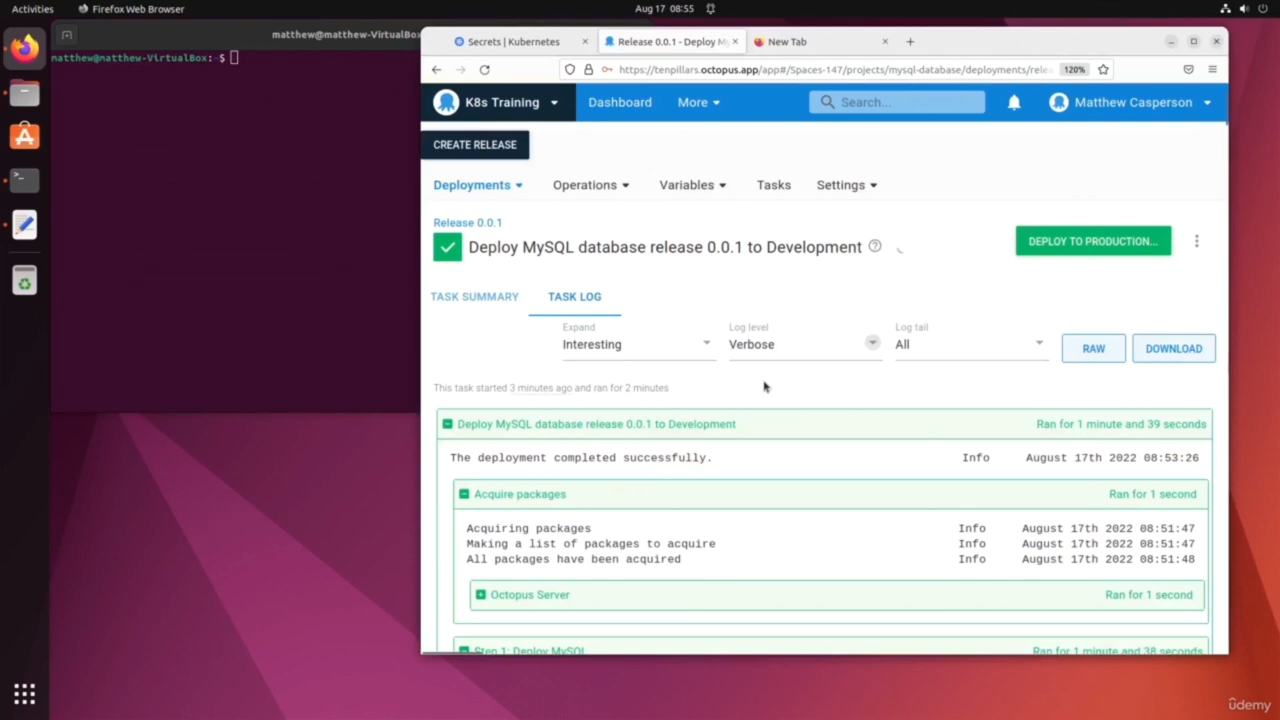 Activities
Firefox Web Browser
Aug 17 08:55
matthew@matthew-VirtualBox:
matthew@matthew-VirtualBox:~$
Secrets | Kubernetes
Release 0.0.1 - Deploy M
New Tab
https://tenpillars.octopus.app/app#/Spaces-147/projects/mysql-database/deployments/rele
120%
K8s Training
Dashboard
More
Search...
Matthew Casperson
CREATE RELEASE
Deployments
Operations
Variables
Tasks
Settings
Release 0.0.1
Deploy MySQL database release 0.0.1 to Development
DEPLOY TO PRODUCTION...
TASK SUMMARY
TASK LOG
Expand
Interesting
Log level
Verbose
Log tail
All
RAW
DOWNLOAD
This task started 3 minutes ago and ran for 2 minutes
Deploy MySQL database release 0.0.1 to Development Ran for 1 minute and 39 seconds
The deployment completed successfully. Info August 17th 2022 08:53:26
Acquire packages Ran for 1 second
Acquiring packages Info August 17th 2022 08:51:47
Making a list of packages to acquire Info August 17th 2022 08:51:47
All packages have been acquired Info August 17th 2022 08:51:48
Octopus Server Ran for 1 second
Step 1: Deploy MySQL Ran for 1 minute and 38 seconds
ûdemy